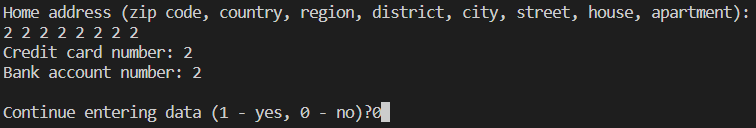 Home address (zip code, country, region, district, city, street, house, apartment):
2 2 2 2 2 2 2 2
Credit card number: 2
Bank account number: 2
Continue entering data (1 - yes, 0 - no)?0